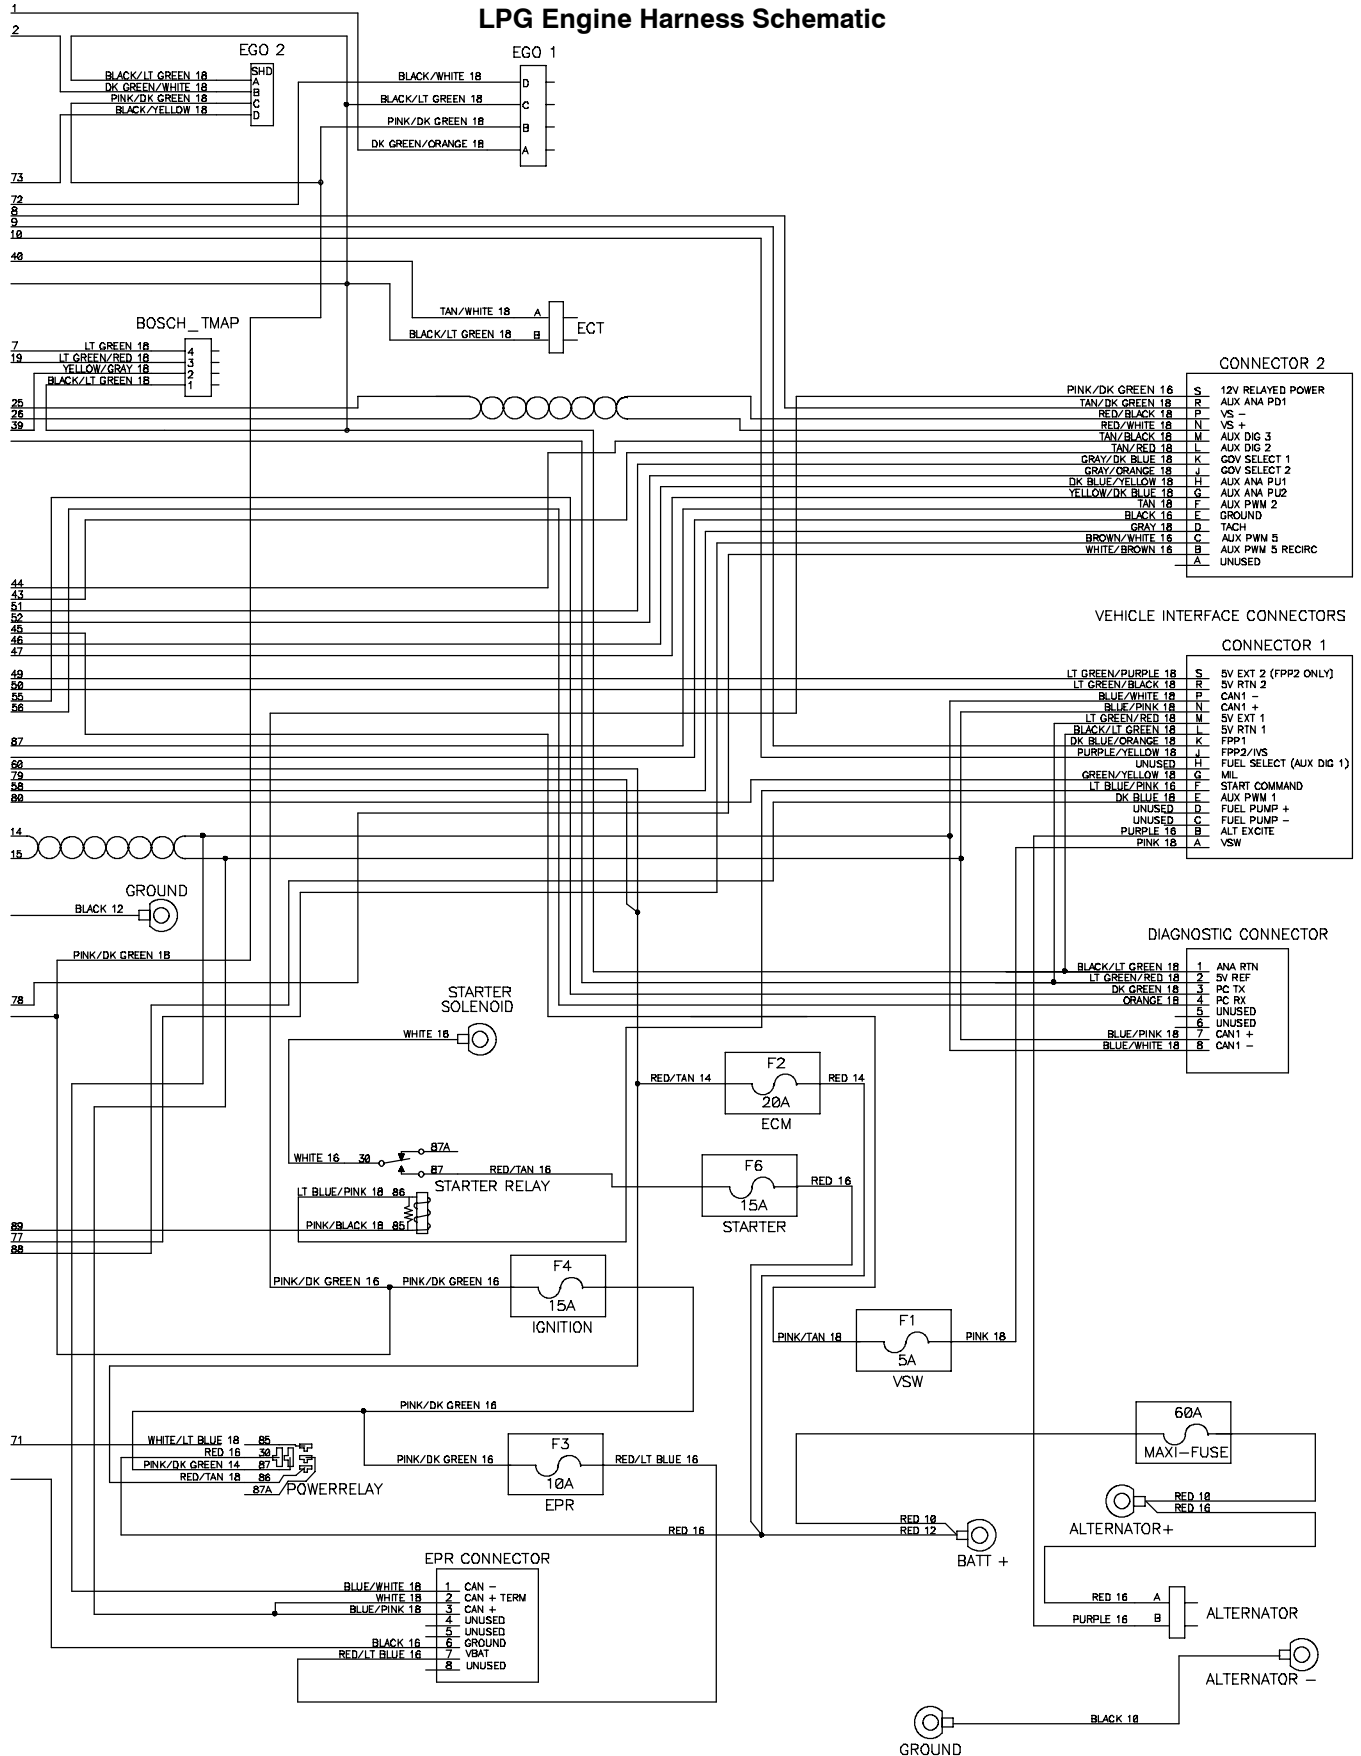 LPG Engine Harness Schematic
1
2
EGO 2
SHD
BLACK/LT GREEN 18 A
DK GREEN/WHITE 18 B
PINK/DK GREEN 18 C
BLACK/YELLOW 18 D
EGO 1
BLACK/WHITE 18 D
BLACK/LT GREEN 18 C
PINK/DK GREEN 18 B
DK GREEN/ORANGE 18 A
73
72
8
9
10
40
TAN/WHITE 18 A
BLACK/LT GREEN 18 B
ECT
BOSCH_TMAP
7 LT GREEN 18 4
19 LT GREEN/RED 18 3
YELLOW/GRAY 18 2
BLACK/LT GREEN 18 1
25
26
39
CONNECTOR 2
PINK/DK GREEN 16 S 12V RELAYED POWER
TAN/DK GREEN 18 R AUX ANA PD1
RED/BLACK 18 P VS -
RED/WHITE 18 N VS +
TAN/BLACK 18 M AUX DIG 3
TAN/RED 18 L AUX DIG 2
GRAY/DK BLUE 18 K GOV SELECT 1
GRAY/ORANGE 18 J GOV SELECT 2
DK BLUE/YELLOW 18 H AUX ANA PU1
YELLOW/DK BLUE 18 G AUX ANA PU2
TAN 18 F AUX PWM 2
BLACK 16 E GROUND
GRAY 18 D TACH
BROWN/WHITE 16 C AUX PWM 5
WHITE/BROWN 16 B AUX PWM 5 RECIRC
A UNUSED
44
43
51
52
45
46
47
49
50
55
56
87
60
79
58
80
14
15
VEHICLE INTERFACE CONNECTORS
CONNECTOR 1
LT GREEN/PURPLE 18 S 5V EXT 2 (FPP2 ONLY)
LT GREEN/BLACK 18 R 5V RTN 2
BLUE/WHITE 18 P CAN1 -
BLUE/PINK 18 N CAN1 +
LT GREEN/RED 18 M 5V EXT 1
BLACK/LT GREEN 18 L 5V RTN 1
DK BLUE/ORANGE 18 K FPP1
PURPLE/YELLOW 18 J FPP2/IVS
UNUSED H FUEL SELECT (AUX DIG 1)
GREEN/YELLOW 18 G MIL
LT BLUE/PINK 16 F START COMMAND
DK BLUE 18 E AUX PWM 1
UNUSED D FUEL PUMP +
UNUSED C FUEL PUMP -
PURPLE 16 B ALT EXCITE
PINK 18 A VSW
GROUND
BLACK 12
PINK/DK GREEN 18
78
DIAGNOSTIC CONNECTOR
BLACK/LT GREEN 18 1 ANA RTN
LT GREEN/RED 18 2 5V REF
DK GREEN 18 3 PC TX
ORANGE 18 4 PC RX
5 UNUSED
6 UNUSED
BLUE/PINK 18 7 CAN1 +
BLUE/WHITE 18 8 CAN1 -
STARTER
SOLENOID
WHITE 16
RED/TAN 14
F2
20A
ECM
RED 14
WHITE 16 30
87A
87 RED/TAN 16
STARTER RELAY
LT BLUE/PINK 18 86
PINK/BLACK 18 85
F6
15A
STARTER
RED 16
89
77
88
PINK/DK GREEN 16
PINK/DK GREEN 16
F4
15A
IGNITION
PINK/TAN 18
F1
5A
VSW
PINK 18
PINK/DK GREEN 16
71
WHITE/LT BLUE 18 85
RED 16 30
PINK/DK GREEN 14 87
RED/TAN 18 86
87A
POWERRELAY
PINK/DK GREEN 16
F3
10A
EPR
RED/LT BLUE 16
60A
MAXI-FUSE
RED 10
RED 16
ALTERNATOR+
RED 16
RED 10
RED 12
BATT +
EPR CONNECTOR
BLUE/WHITE 18 1 CAN -
WHITE 18 2 CAN + TERM
BLUE/PINK 18 3 CAN +
4 UNUSED
5 UNUSED
BLACK 16 6 GROUND
RED/LT BLUE 16 7 VBAT
8 UNUSED
RED 16 A
PURPLE 16 B
ALTERNATOR
ALTERNATOR -
BLACK 10
GROUND